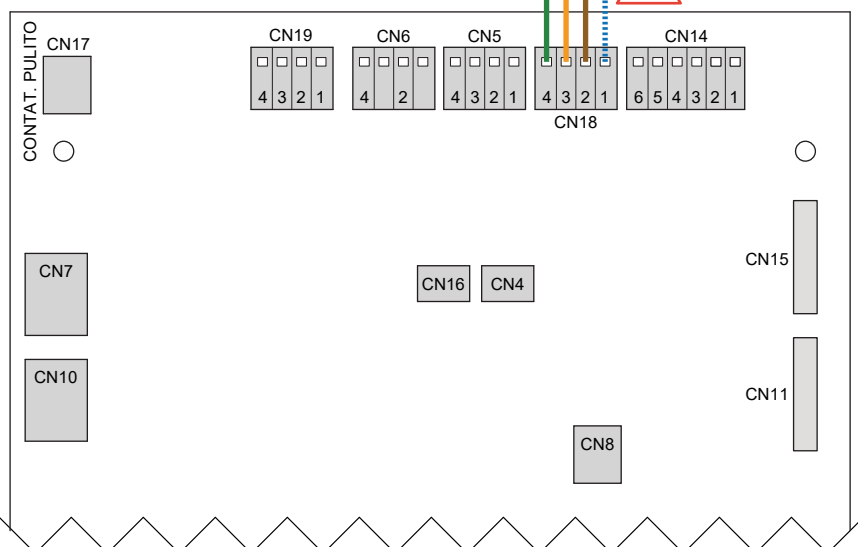 CONTAT. PULITO
CN17
CN19
4 3 2 1
CN6
4 2
CN5
4 3 2 1
4 3 2 1
CN18
CN14
6 5 4 3 2 1
CN7
CN16
CN4
CN15
CN10
CN11
CN8